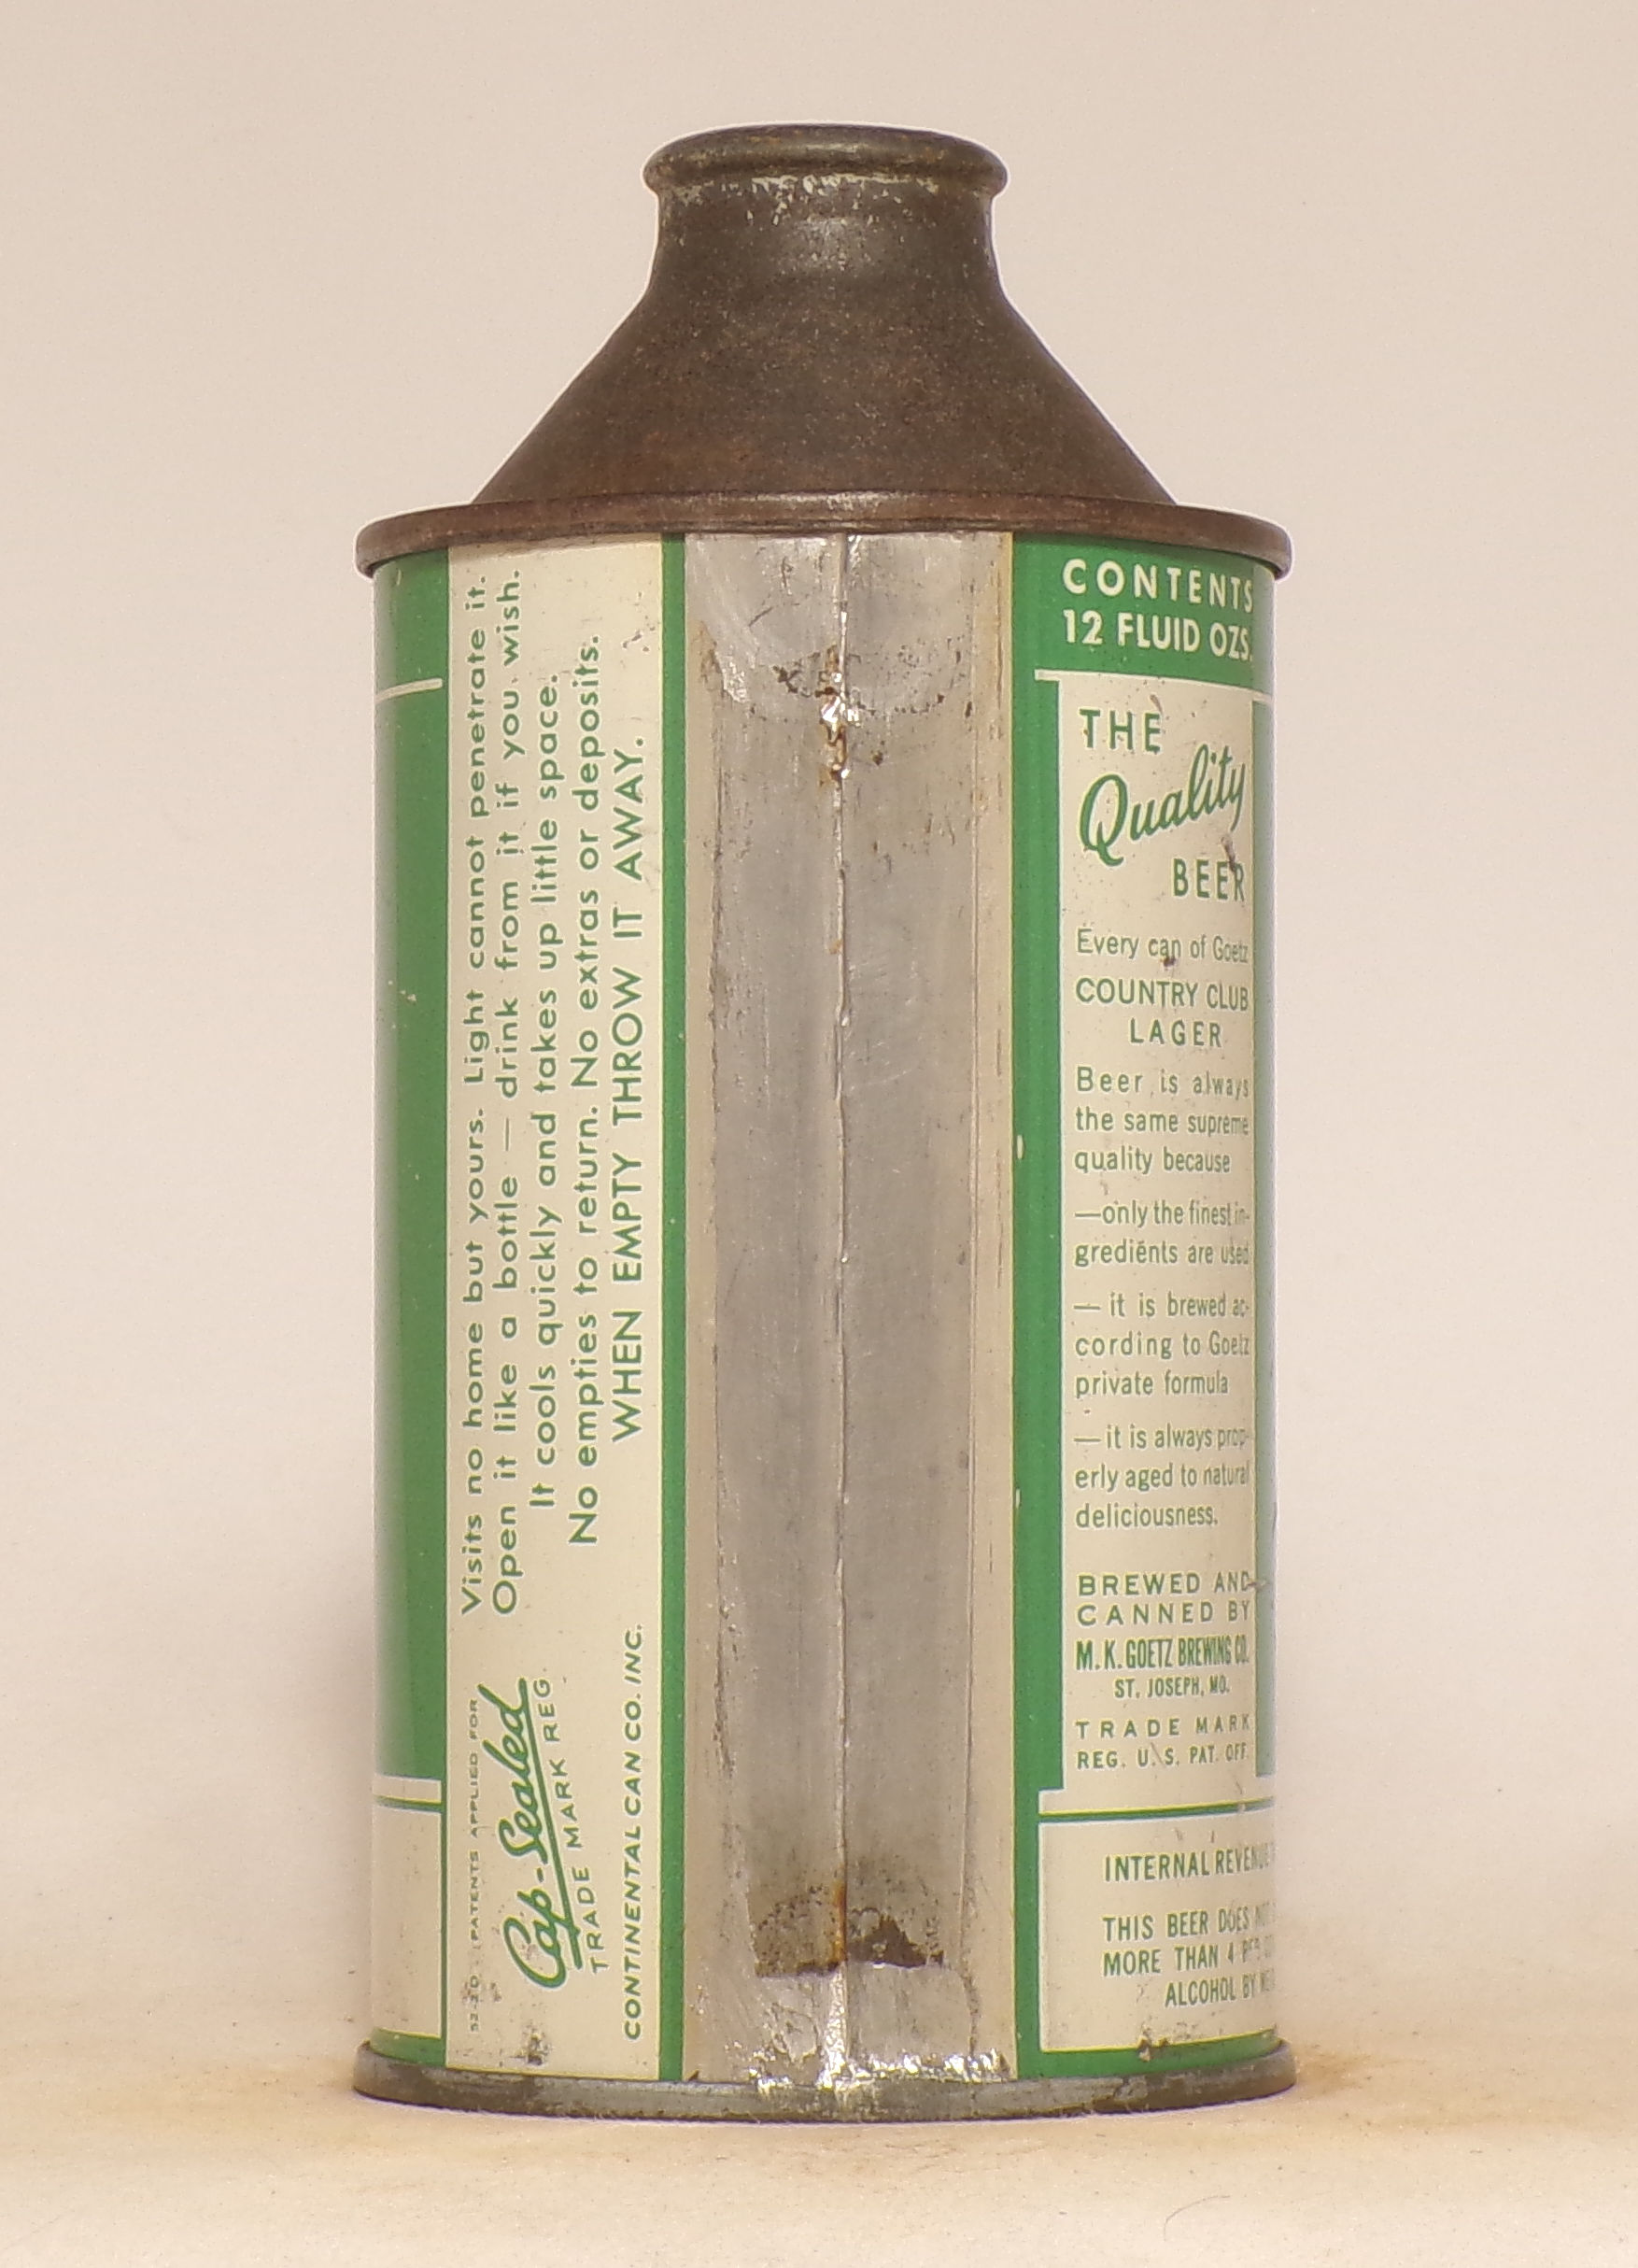 Visits no home but yours. Light cannot penetrate it.
Open it like a bottle — drink from it if you wish.
It cools quickly and takes up little space.
No empties to return. No extras or deposits.
WHEN EMPTY THROW IT AWAY.
PATENTS APPLIED FOR
Cap-Sealed
TRADE MARK REG.
CONTINENTAL CAN CO. INC.
CONTENTS
12 FLUID OZS.
THE
Quality
BEER
Every can of Goetz
COUNTRY CLUB
LAGER
Beer is always
the same supreme
quality because
—only the finest in-
gredients are used
— it is brewed ac-
cording to Goetz
private formula
— it is always prop-
erly aged to natural
deliciousness.
BREWED AND
CANNED BY
M. K. GOETZ BREWING CO.
ST. JOSEPH, MO.
TRADE MARK
REG. U. S. PAT. OFF.
INTERNAL REVENUE
THIS BEER DOES NOT
MORE THAN 4
ALCOHOL BY